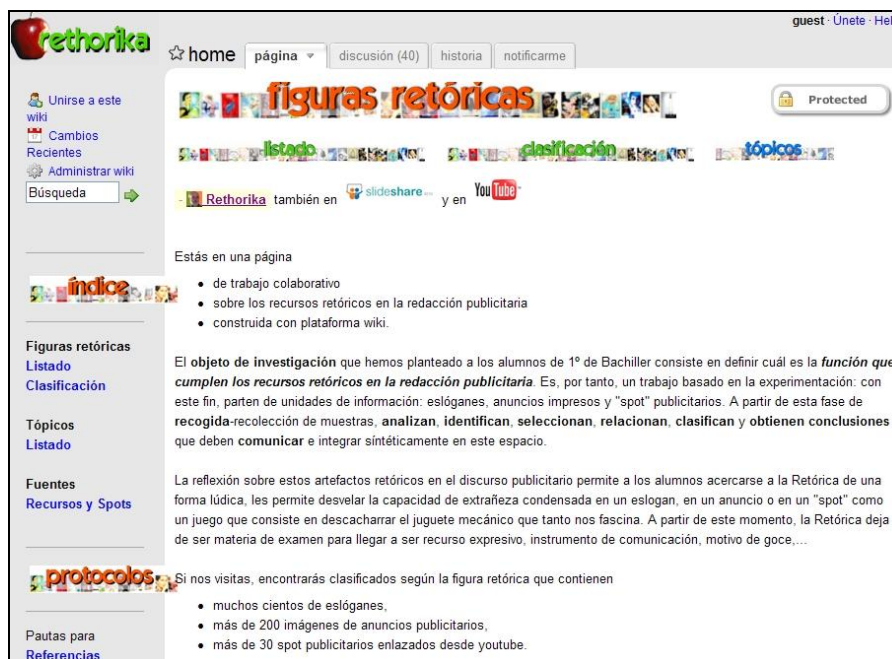 rethorika
guest · Únete · Hel
home
página
discusión (40)
historia
notificarme
Unirse a este
wiki
Cambios
Recientes
Administrar wiki
Búsqueda
figuras retóricas
Protected
listado
clasificación
tópicos
- Rethorika también en slideshare y en YouTube
índice
Figuras retóricas
Listado
Clasificación
Tópicos
Listado
Fuentes
Recursos y Spots
protocolos
Pautas para
Referencias
Estás en una página
• de trabajo colaborativo
• sobre los recursos retóricos en la redacción publicitaria
• construida con plataforma wiki.
El objeto de investigación que hemos planteado a los alumnos de 1º de Bachiller consiste en definir cuál es la función que
cumplen los recursos retóricos en la redacción publicitaria. Es, por tanto, un trabajo basado en la experimentación: con
este fin, parten de unidades de información: eslóganes, anuncios impresos y "spot" publicitarios. A partir de esta fase de
recogida-recolección de muestras, analizan, identifican, seleccionan, relacionan, clasifican y obtienen conclusiones
que deben comunicar e integrar síntéticamente en este espacio.
La reflexión sobre estos artefactos retóricos en el discurso publicitario permite a los alumnos acercarse a la Retórica de una
forma lúdica, les permite desvelar la capacidad de extrañeza condensada en un eslogan, en un anuncio o en un "spot" como
un juego que consiste en descacharrar el juguete mecánico que tanto nos fascina. A partir de este momento, la Retórica deja
de ser materia de examen para llegar a ser recurso expresivo, instrumento de comunicación, motivo de goce,...
Si nos visitas, encontrarás clasificados según la figura retórica que contienen
• muchos cientos de eslóganes,
• más de 200 imágenes de anuncios publicitarios,
• más de 30 spot publicitarios enlazados desde youtube.